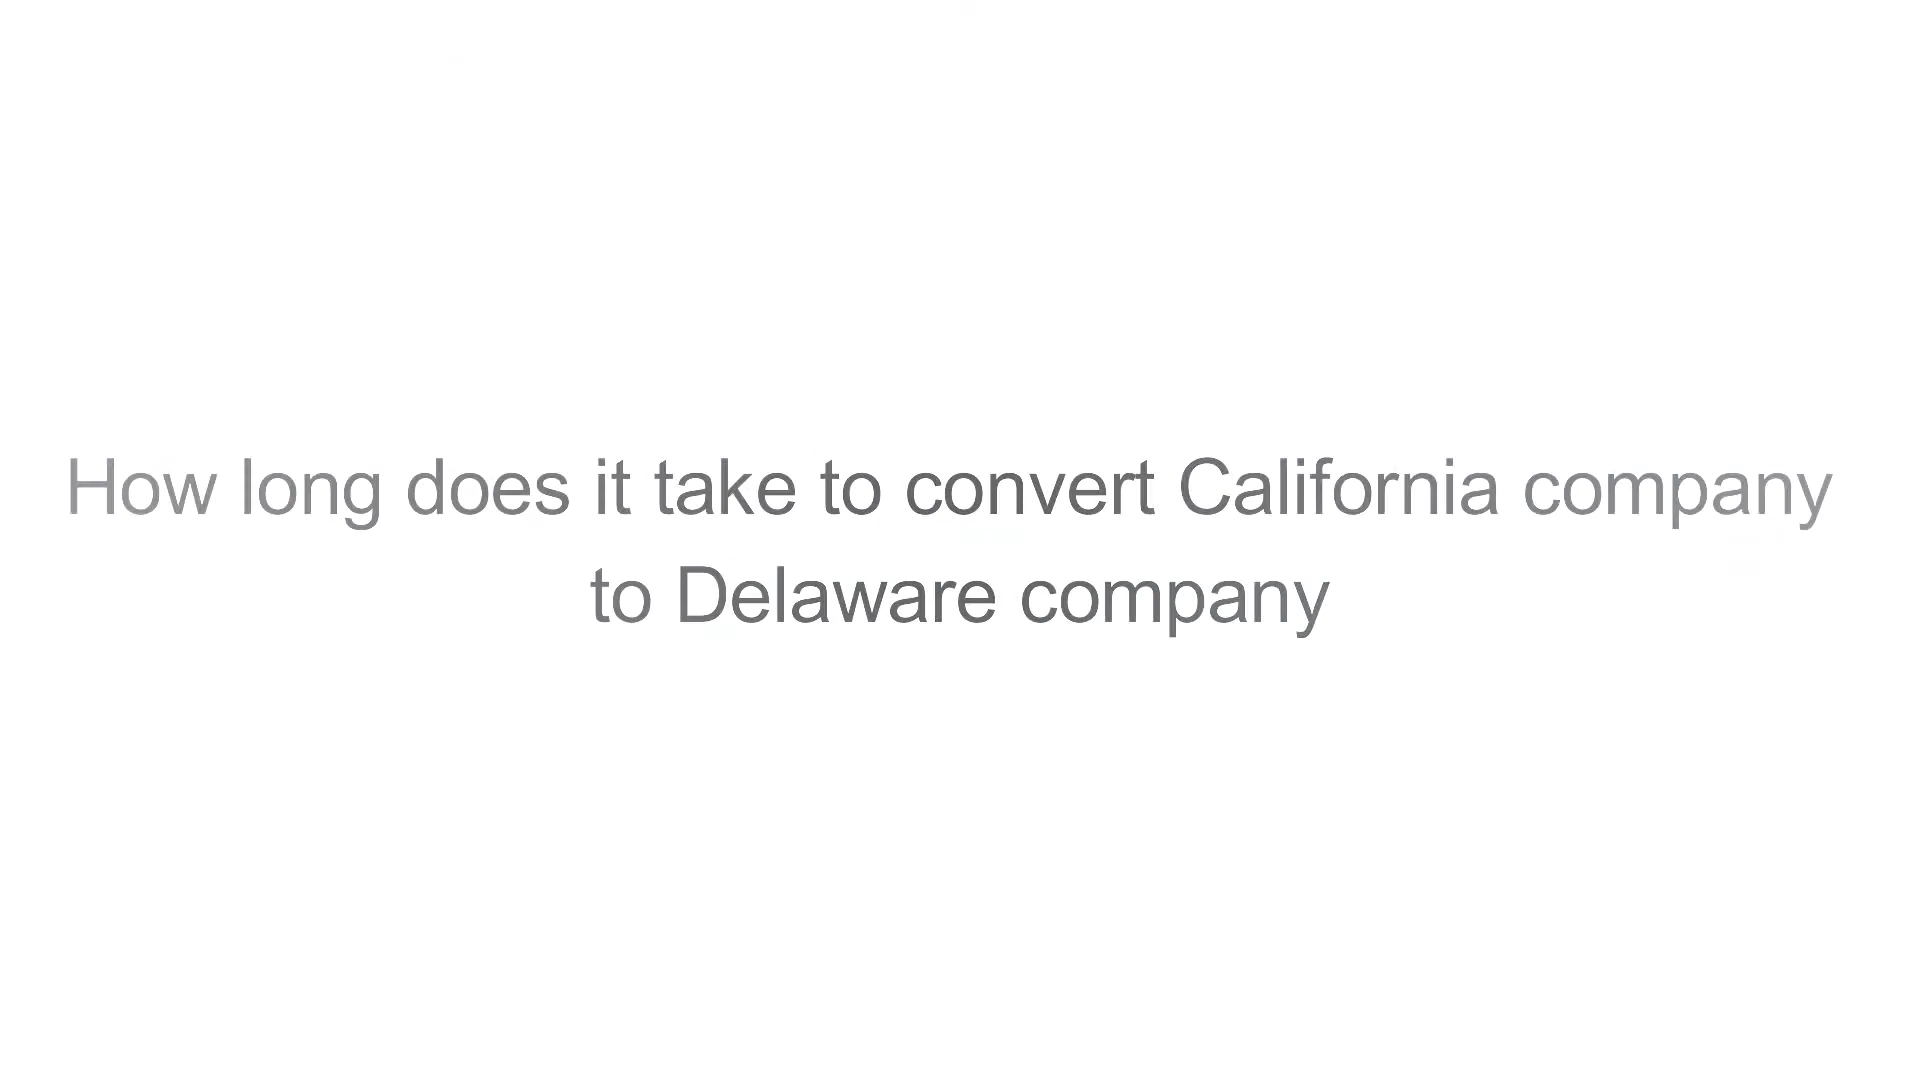 How long does it take to convert California company
to Delaware company